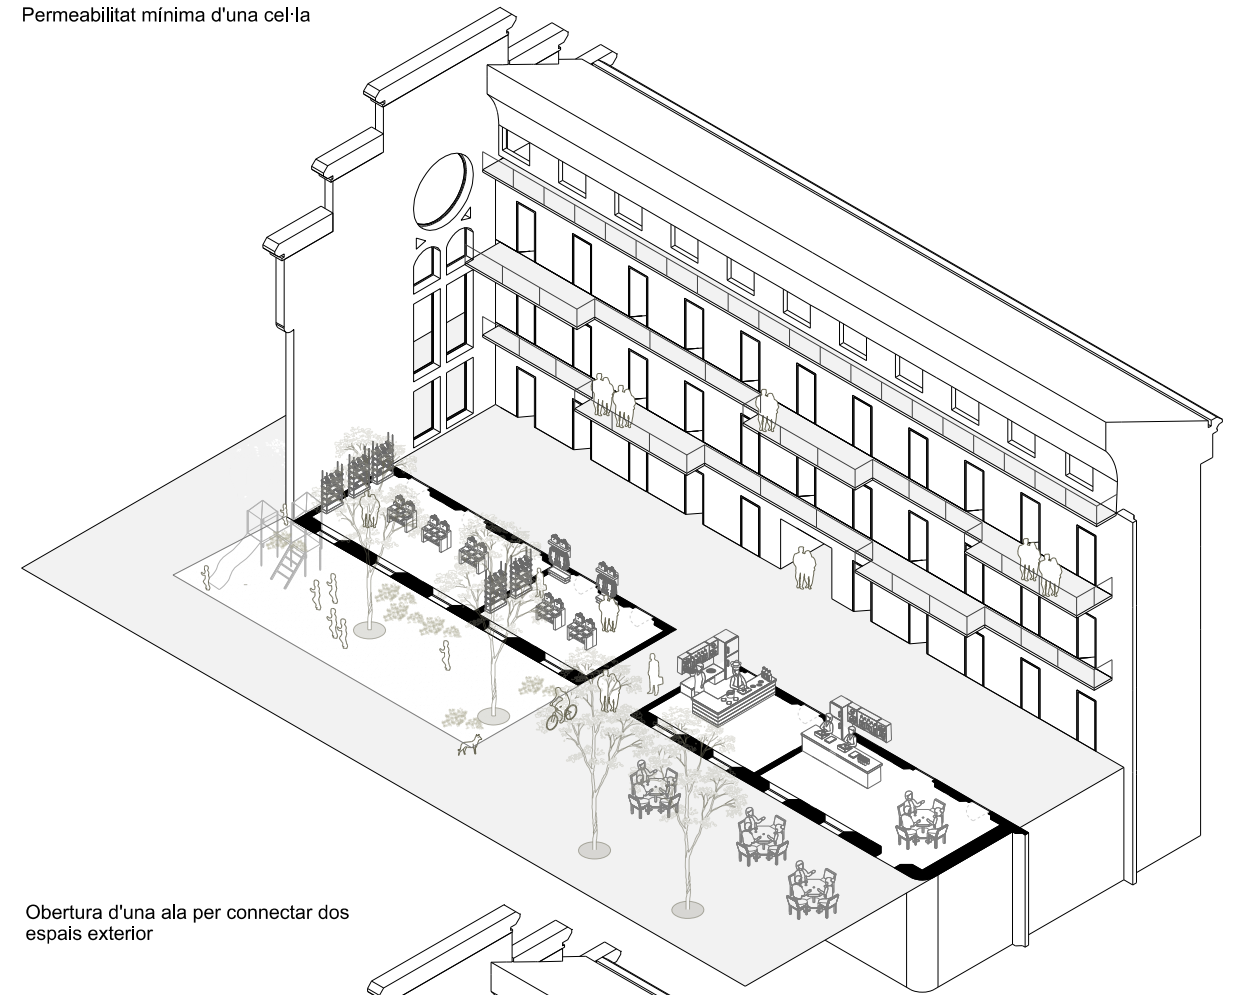 Permeabilitat mínima d'una cel·la
Obertura d'una ala per connectar dos
espais exterior